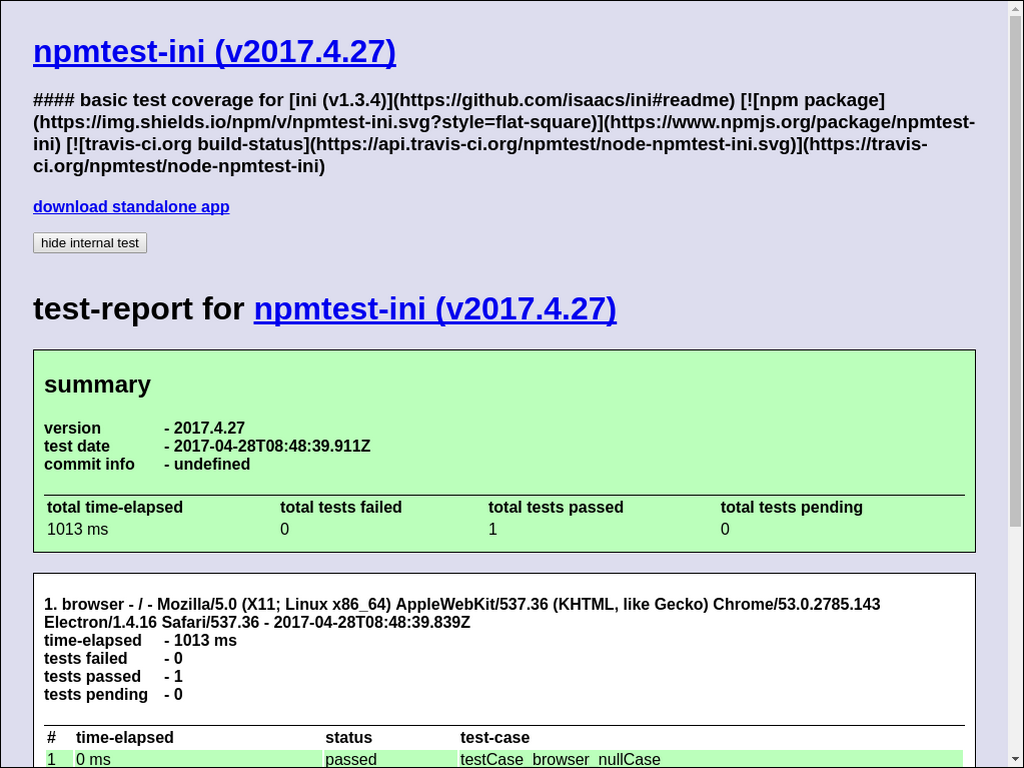 npmtest-ini (v2017.4.27)
#### basic test coverage for [ini (v1.3.4)](https://github.com/isaacs/ini#readme) [![npm package]
(https://img.shields.io/npm/v/npmtest-ini.svg?style=flat-square)](https://www.npmjs.org/package/npmtest-
ini) [![travis-ci.org build-status](https://api.travis-ci.org/npmtest/node-npmtest-ini.svg)](https://travis-
ci.org/npmtest/node-npmtest-ini)
download standalone app
hide internal test
test-report for npmtest-ini (v2017.4.27)
summary
version - 2017.4.27
test date - 2017-04-28T08:48:39.911Z
commit info - undefined
total time-elapsed total tests failed total tests passed total tests pending
1013 ms 0 1 0
1. browser - / - Mozilla/5.0 (X11; Linux x86_64) AppleWebKit/537.36 (KHTML, like Gecko) Chrome/53.0.2785.143
Electron/1.4.16 Safari/537.36 - 2017-04-28T08:48:39.839Z
time-elapsed - 1013 ms
tests failed - 0
tests passed - 1
tests pending - 0
# time-elapsed status test-case
1 0 ms passed testCase_browser_nullCase